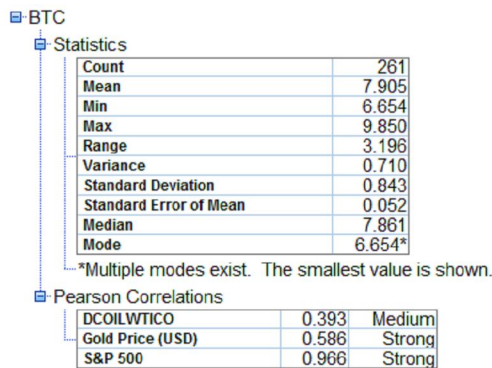 BTC
Statistics
Count 261
Mean 7.905
Min 6.654
Max 9.850
Range 3.196
Variance 0.710
Standard Deviation 0.843
Standard Error of Mean 0.052
Median 7.861
Mode 6.654*
*Multiple modes exist. The smallest value is shown.
Pearson Correlations
DCOILWTICO 0.393 Medium
Gold Price (USD) 0.586 Strong
S&P 500 0.966 Strong